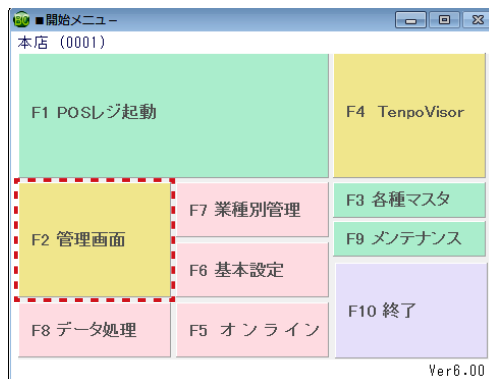 ■開始メニュー
本店 (0001)
F1 POSレジ起動
F4 TenpoVisor
F2 管理画面
F7 業種別管理
F3 各種マスタ
F9 メンテナンス
F6 基本設定
F10 終了
F8 データ処理
F5 オンライン
Ver6.00